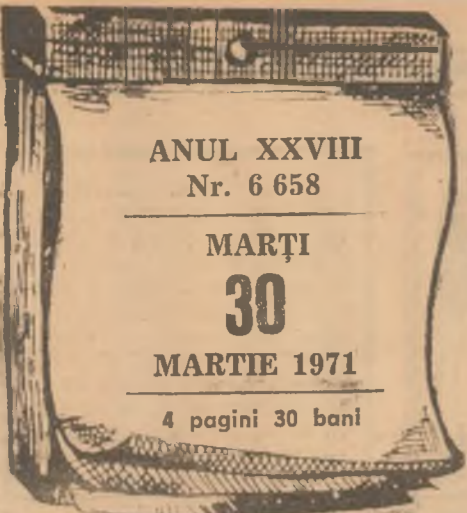 ANUL XXVIII
Nr. 6 658
MARȚI
30
MARTIE 1971
4 pagini 30 bani